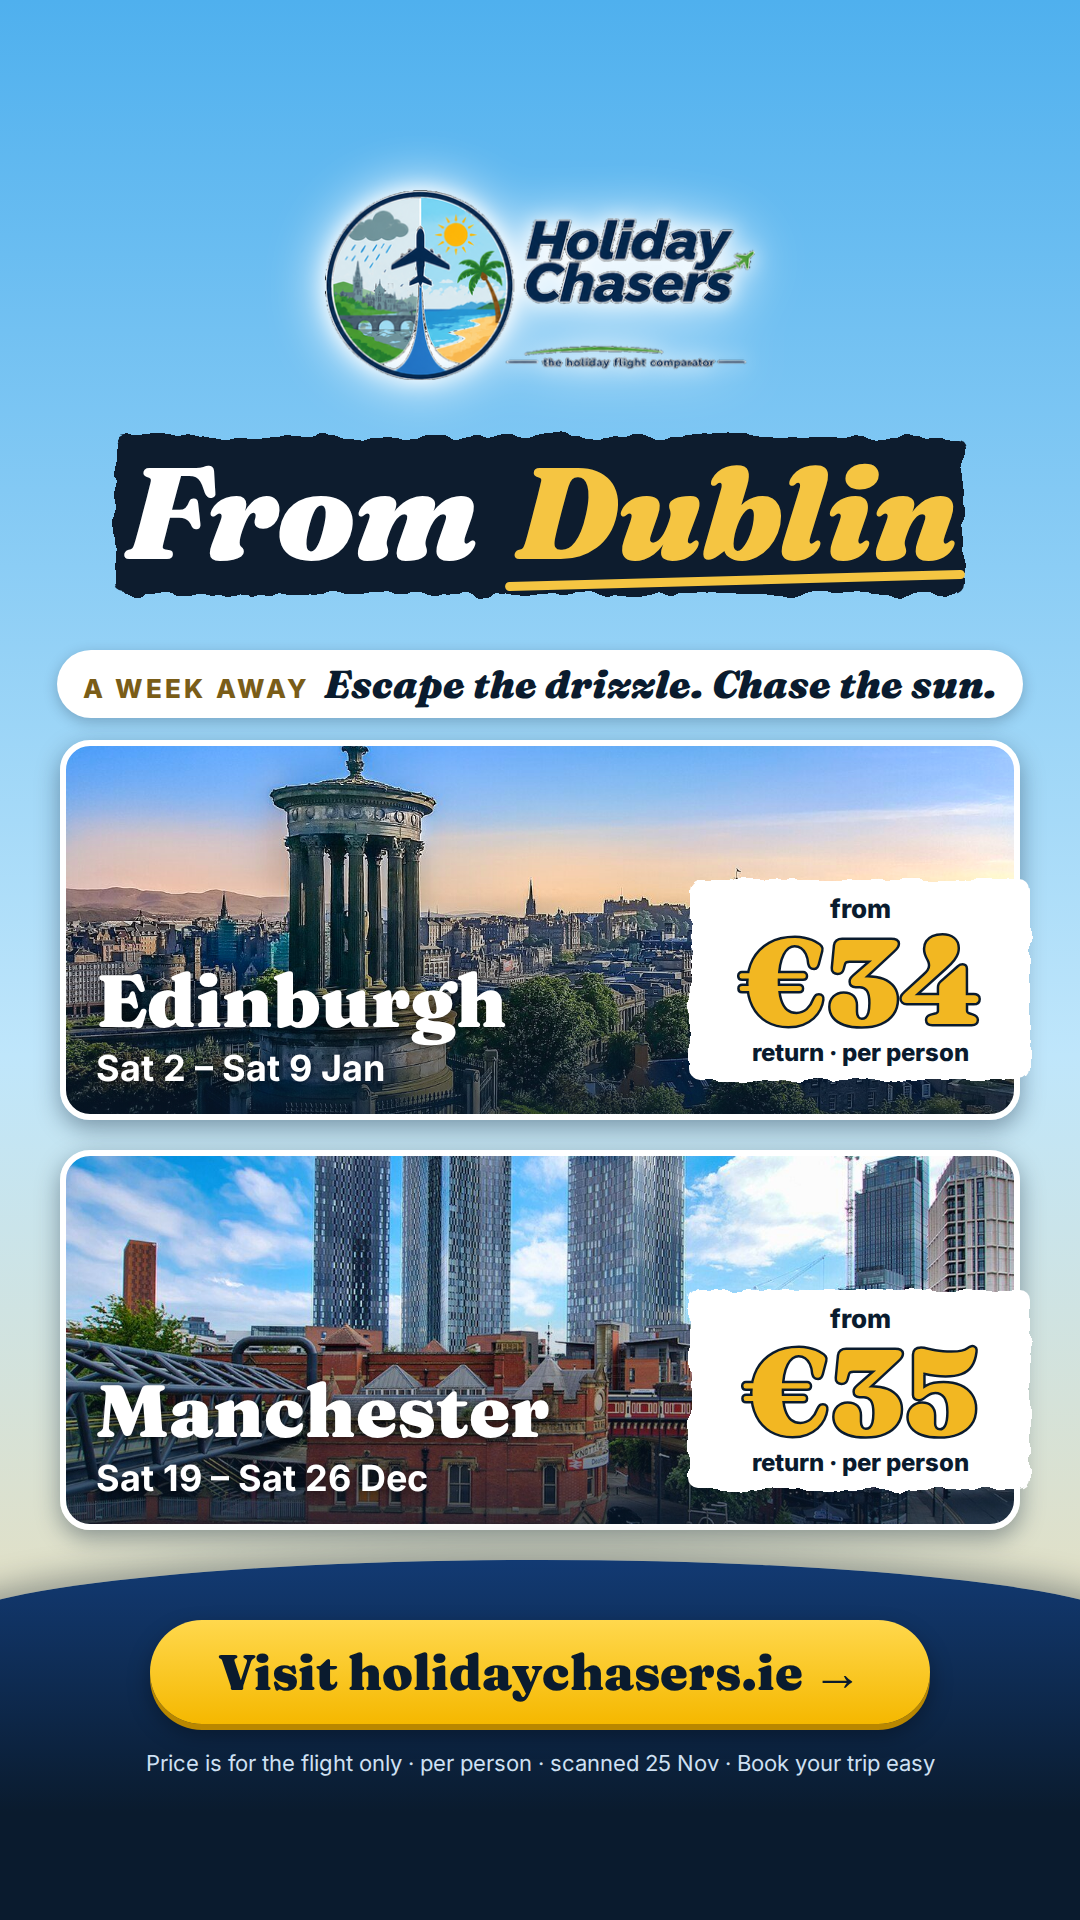 Holiday
Chasers
the holiday flight comparator
From Dublin
A WEEK AWAY Escape the drizzle. Chase the sun.
from
€34
return · per person
Edinburgh
Sat 2 – Sat 9 Jan
from
€35
return · per person
Manchester
Sat 19 – Sat 26 Dec
Visit holidaychasers.ie →
Price is for the flight only · per person · scanned 25 Nov · Book your trip easy